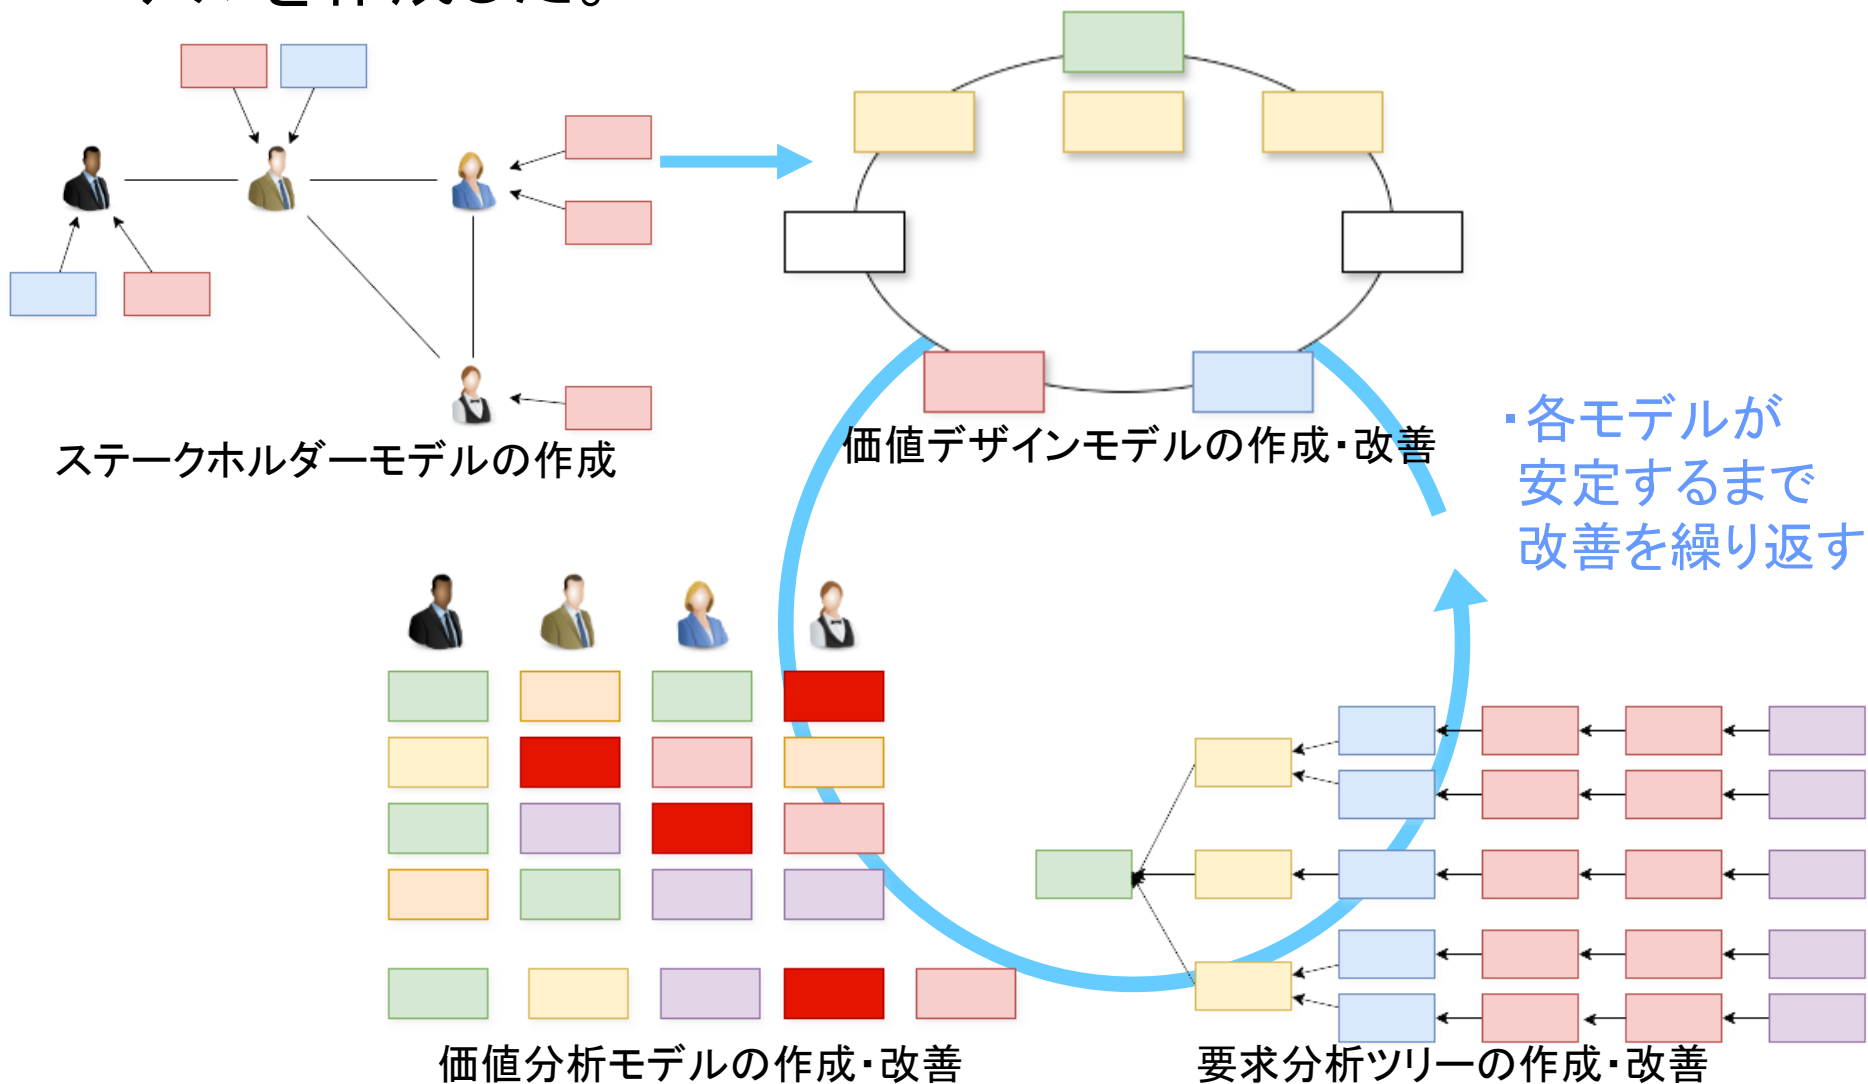 ステークホルダーモデルの作成
価値デザインモデルの作成・改善
・各モデルが
安定するまで
改善を繰り返す
価値分析モデルの作成・改善
要求分析ツリーの作成・改善